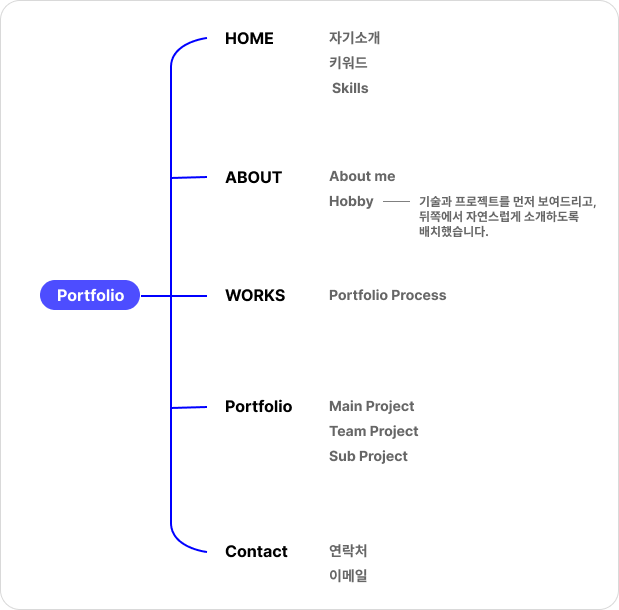 HOME
자기소개
키워드
Skills
ABOUT
About me
Hobby
기술과 프로젝트를 먼저 보여드리고,
뒤쪽에서 자연스럽게 소개하도록
배치했습니다.
Portfolio
WORKS
Portfolio Process
Portfolio
Main Project
Team Project
Sub Project
Contact
연락처
이메일